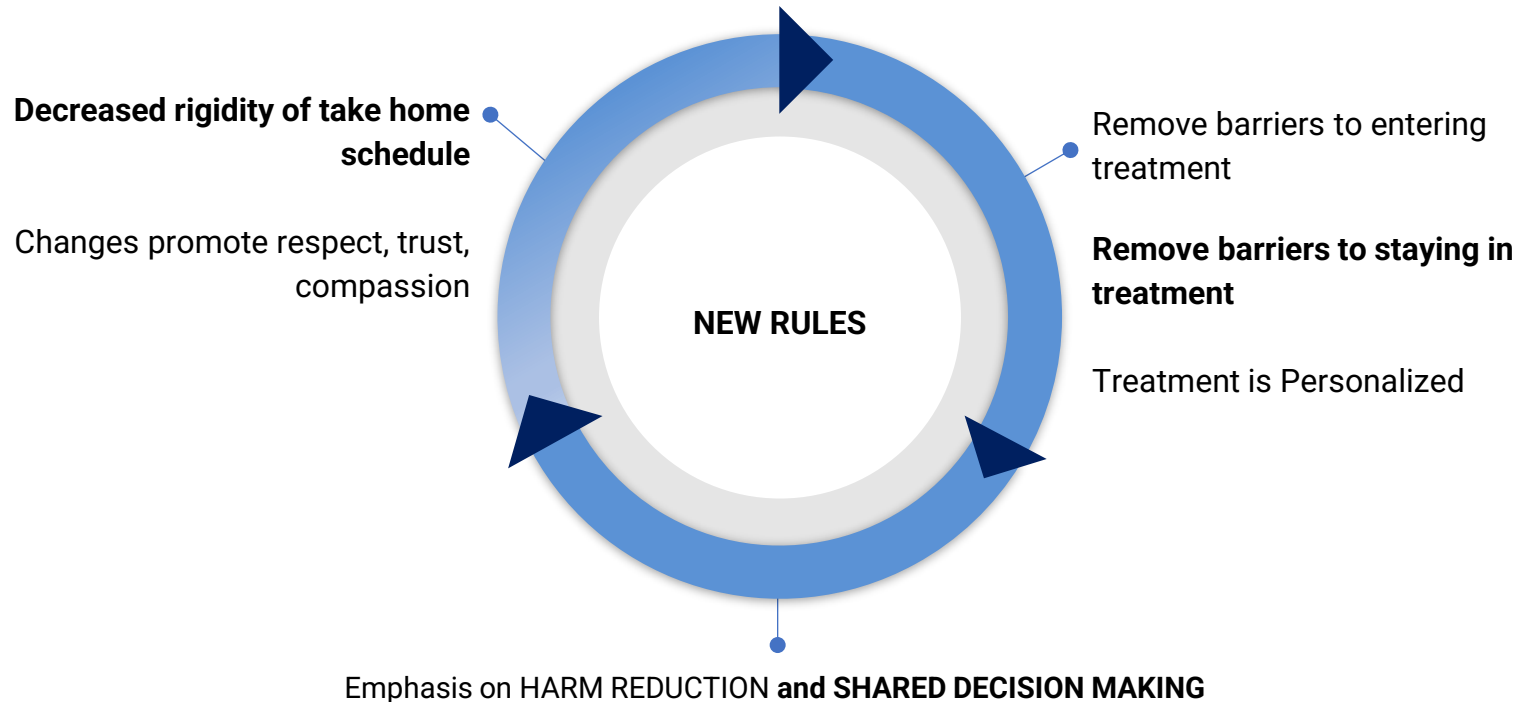 Decreased rigidity of take home
schedule
Changes promote respect, trust,
compassion
NEW RULES
Remove barriers to entering
treatment
Remove barriers to staying in
treatment
Treatment is Personalized
Emphasis on HARM REDUCTION and SHARED DECISION MAKING